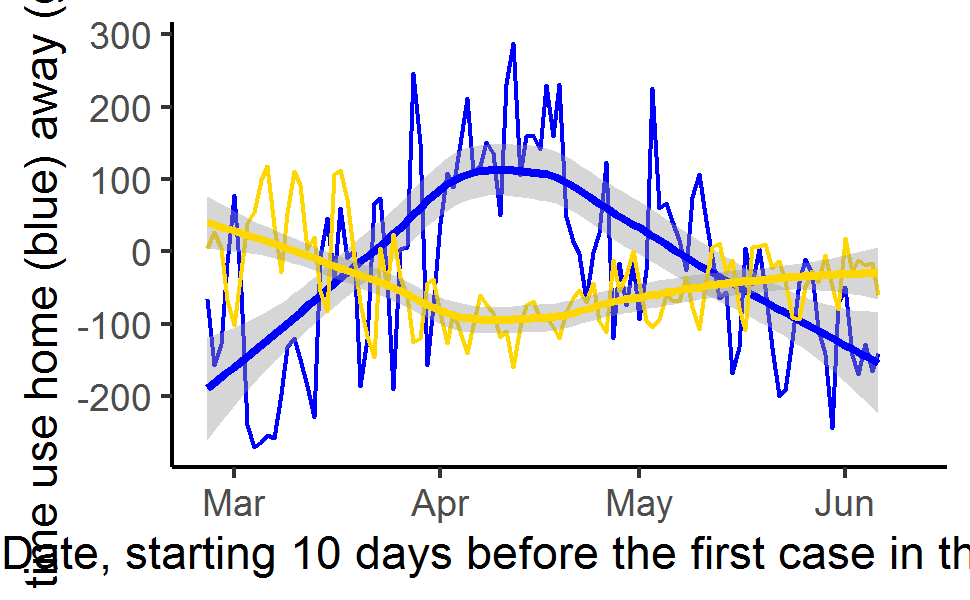 time use home (blue) away (
300
200
100
0
-100
-200
Mar Apr May Jun
Date, starting 10 days before the first case in th